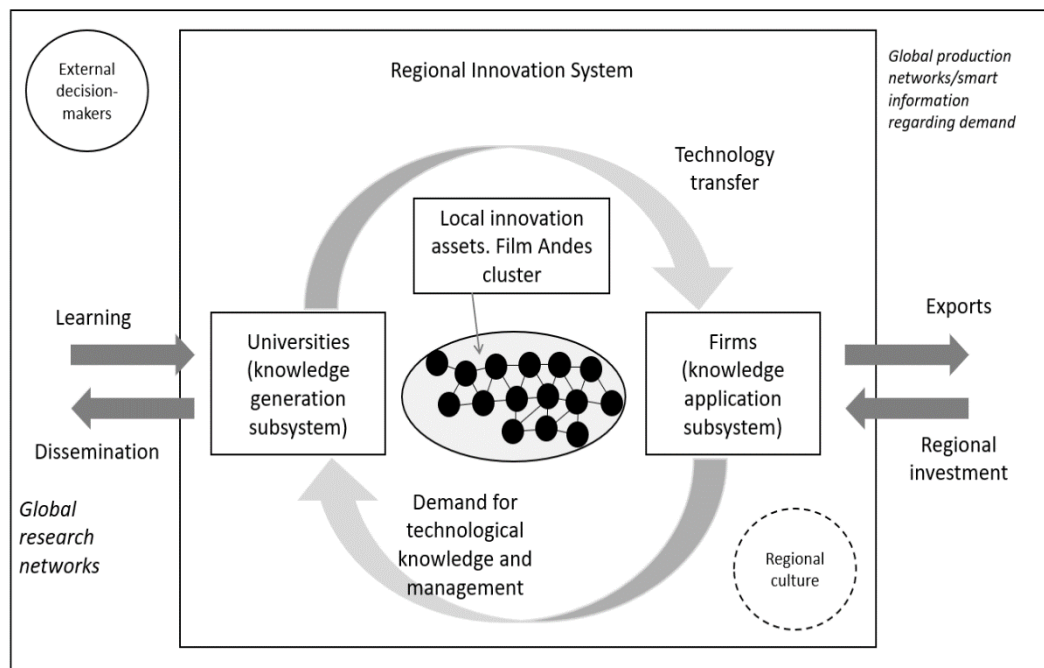 External
decision-
makers
Regional Innovation System
Global production
networks/smart
information
regarding demand
Technology
transfer
Local innovation
assets. Film Andes
cluster
Learning
Universities
(knowledge
generation
subsystem)
Firms
(knowledge
application
subsystem)
Exports
Dissemination
Regional
investment
Global
research
networks
Demand for
technological
knowledge and
management
Regional
culture